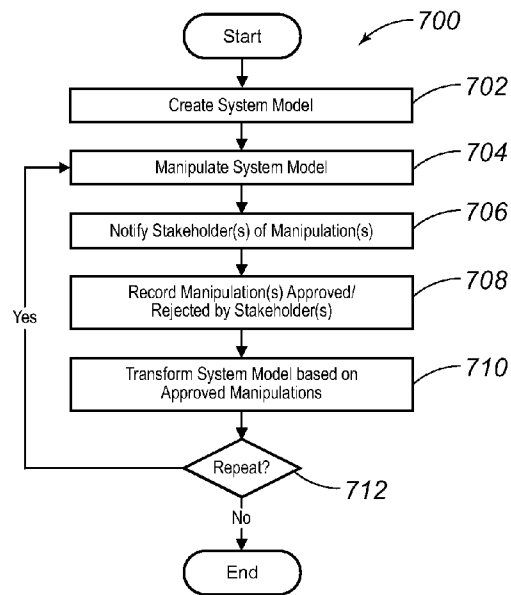 Start
700
Create System Model
702
Manipulate System Model
704
Notify Stakeholder(s) of Manipulation(s)
706
Record Manipulation(s) Approved/
Rejected by Stakeholder(s)
708
Yes
Transform System Model based on
Approved Manipulations
710
Repeat?
712
No
End